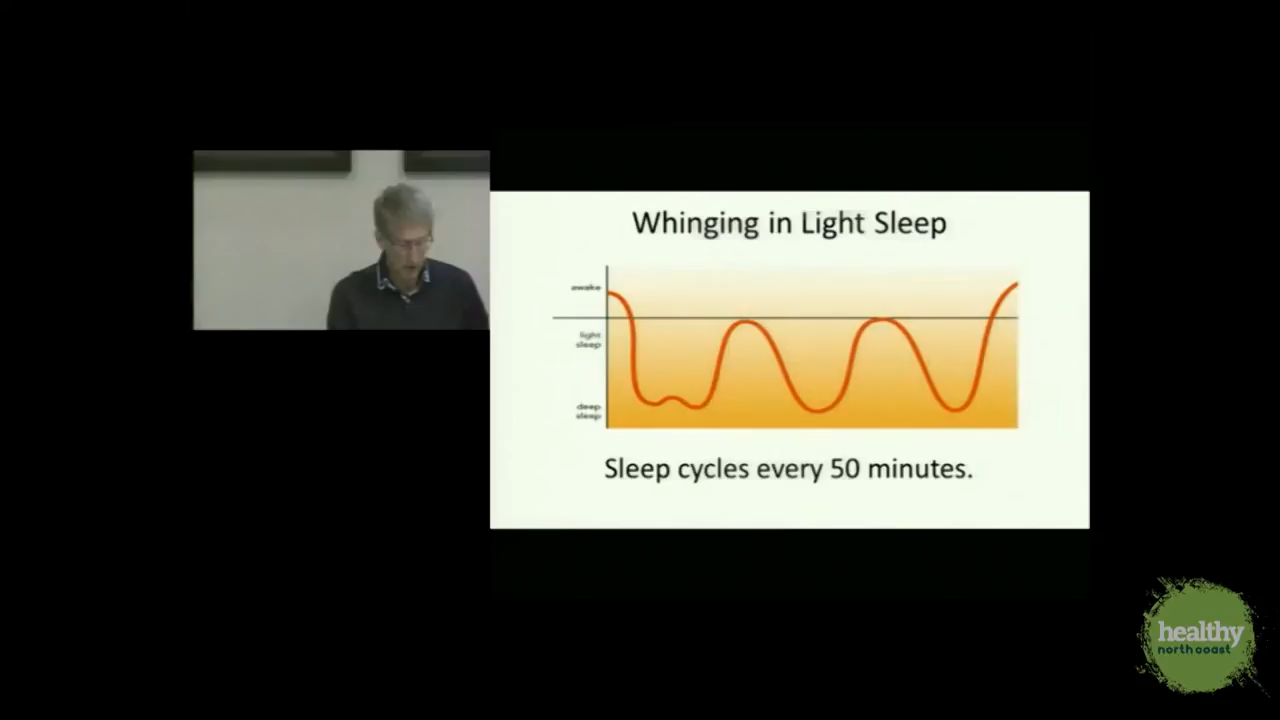 Whinging in Light Sleep
awake
light
sleep
deep
sleep
Sleep cycles every 50 minutes.
healthy
north coast